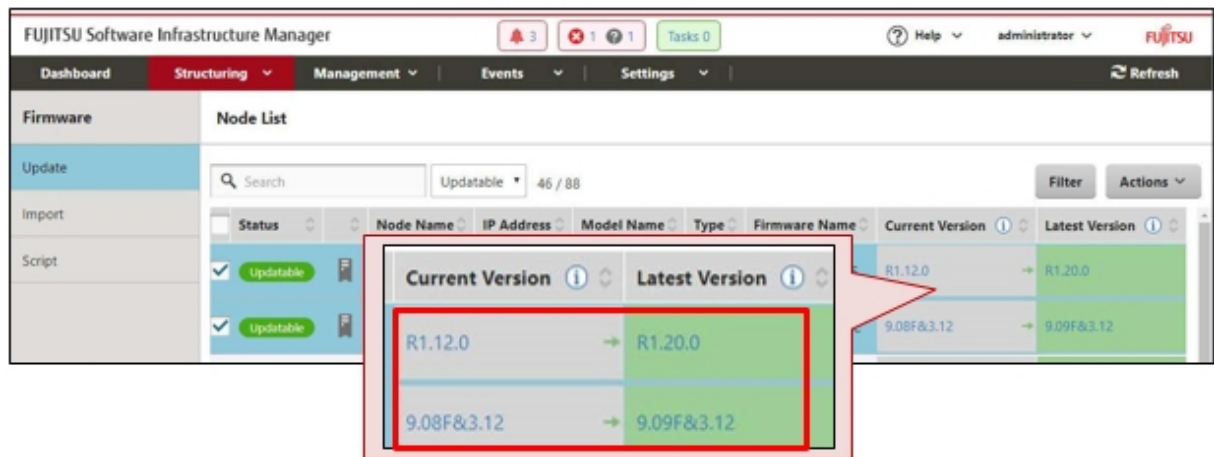 FUJITSU Software Infrastructure Manager 3 1 1 Tasks 0 Help administrator FUJITSU
Dashboard Structuring Management Events Settings Refresh
Firmware Node List
Update
Search Updatable 46 / 88 Filter Actions
Import
Status Node Name IP Address Model Name Type Firmware Name Current Version Latest Version
Script
Updatable R1.12.0 R1.20.0
Updatable 9.08F&3.12 9.09F&3.12
Current Version Latest Version
R1.12.0 → R1.20.0
9.08F&3.12 → 9.09F&3.12